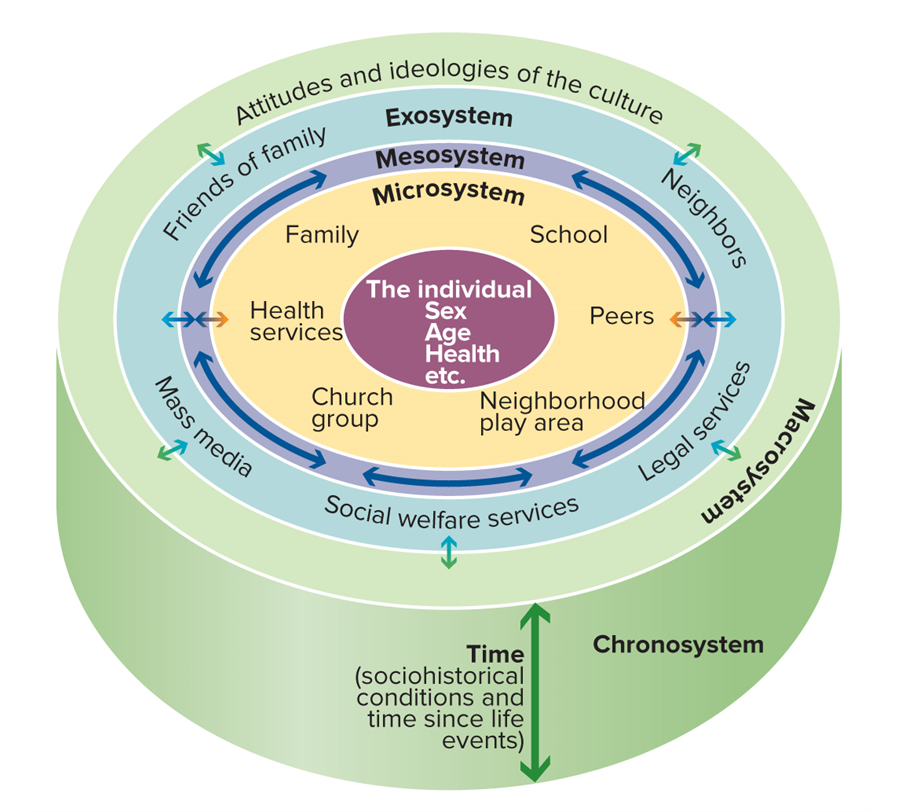 Attitudes and ideologies of the culture
Exosystem
Friends of family
Mesosystem
Neighbors
Microsystem
Family
School
The individual
Sex
Age
Health
etc.
Health
services
Peers
Church
group
Neighborhood
play area
Mass media
Legal services
Macrosystem
Social welfare services
Time
(sociohistorical
conditions and
time since life
events)
Chronosystem